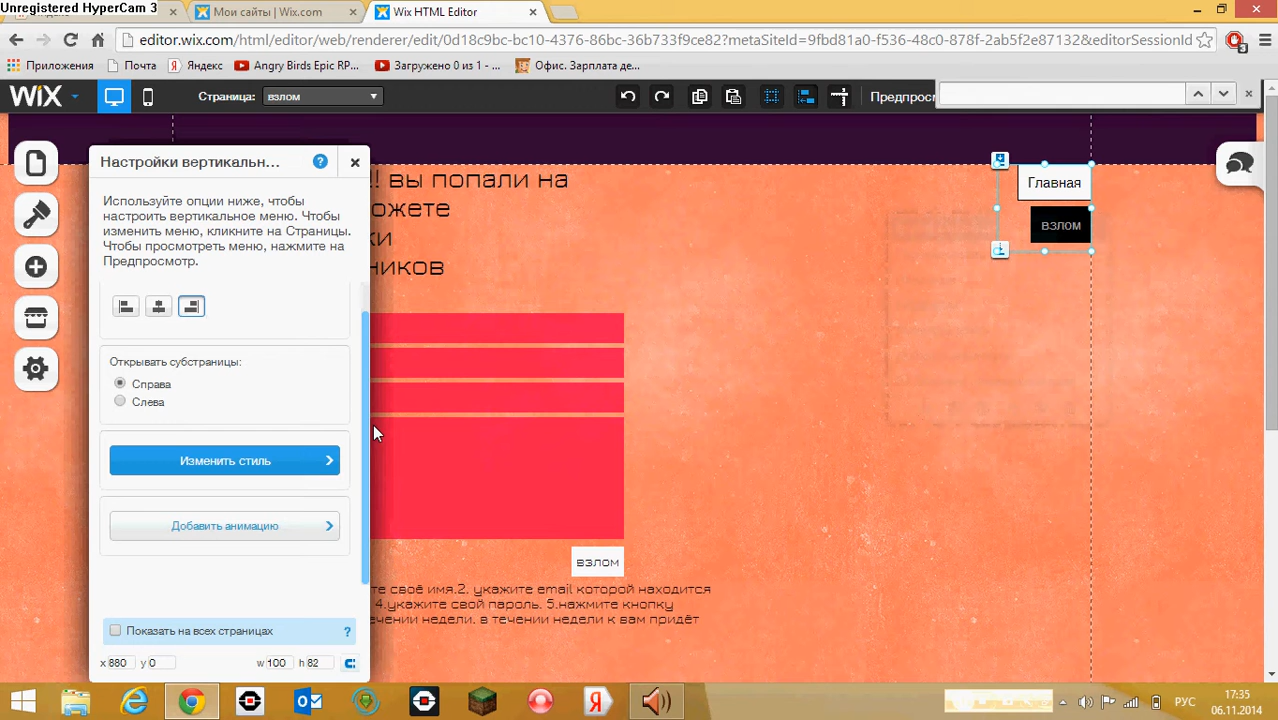 Unregistered HyperCam 3
Мои сайты | Wix.com
Wix HTML Editor
editor.wix.com/html/editor/web/renderer/edit/0d18c9bc-bc10-4376-86bc-36b733f9ce82?metaSiteId=9fbd81a0-f536-48c0-878f-2ab5f2e87132&editorSessionId
3
Приложения
Почта
Яндекс
Angry Birds Epic RP...
Загружено 0 из 1 - ...
Офис. Зарплата де...
WiX
Страница:
взлом
Предпросм
Настройки вертикальн...
?
Используйте опции ниже, чтобы
настроить вертикальное меню. Чтобы
изменить меню, кликните на Страницы.
Чтобы просмотреть меню, нажмите на
Предпросмотр.
Открывать субстраницы:
Справа
Слева
Изменить стиль
Добавить анимацию
Показать на всех страницах
?
x 880 y 0 w 100 h 82
! вы попали на
ожете
ки
ников
Главная
взлом
взлом
те своё имя.2. укажите email которой находится
4.укажите свой пароль. 5.нажмите кнопку
ечении недели. в течении недели к вам придёт
РУС
17:35
06.11.2014